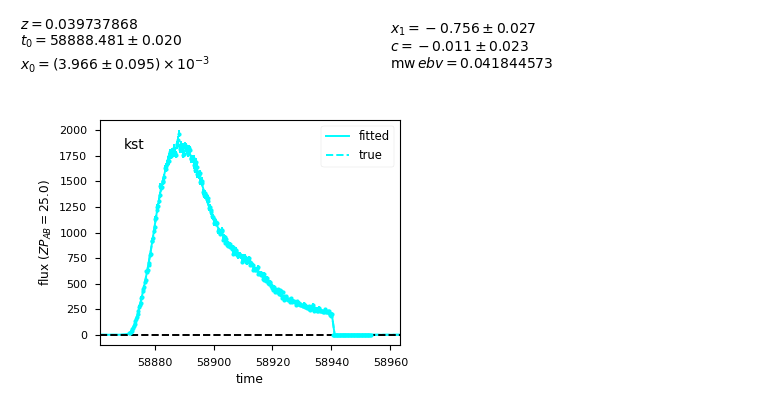 z = 0.039737868
t₀ = 58888.481 ± 0.020
x₀ = (3.966 ± 0.095) × 10⁻³
x₁ = −0.756 ± 0.027
c = −0.011 ± 0.023
mw ebv = 0.041844573
kst
fitted
true
2000
1750
1500
1250
1000
750
500
250
0
flux (ZP_AB = 25.0)
58880 58900 58920 58940 58960
time